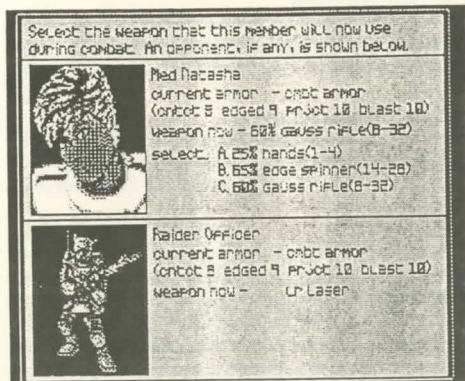 Select the weapon that this member will now use
during combat. An opponent, if any, is shown below.
Med Natasha
current armor - cmbt armor
(cntct 8 edged 9 prjct 10 blast 10)
weapon now - 60% gauss rifle(8-32)
select. A.25% hands(1-4)
B.65% edge spinner(14-28)
C.60% gauss rifle(8-32)
Raider Officer
current armor - cmbt armor
(cntct 8 edged 9 prjct 10 blast 10)
weapon now - Lr Laser